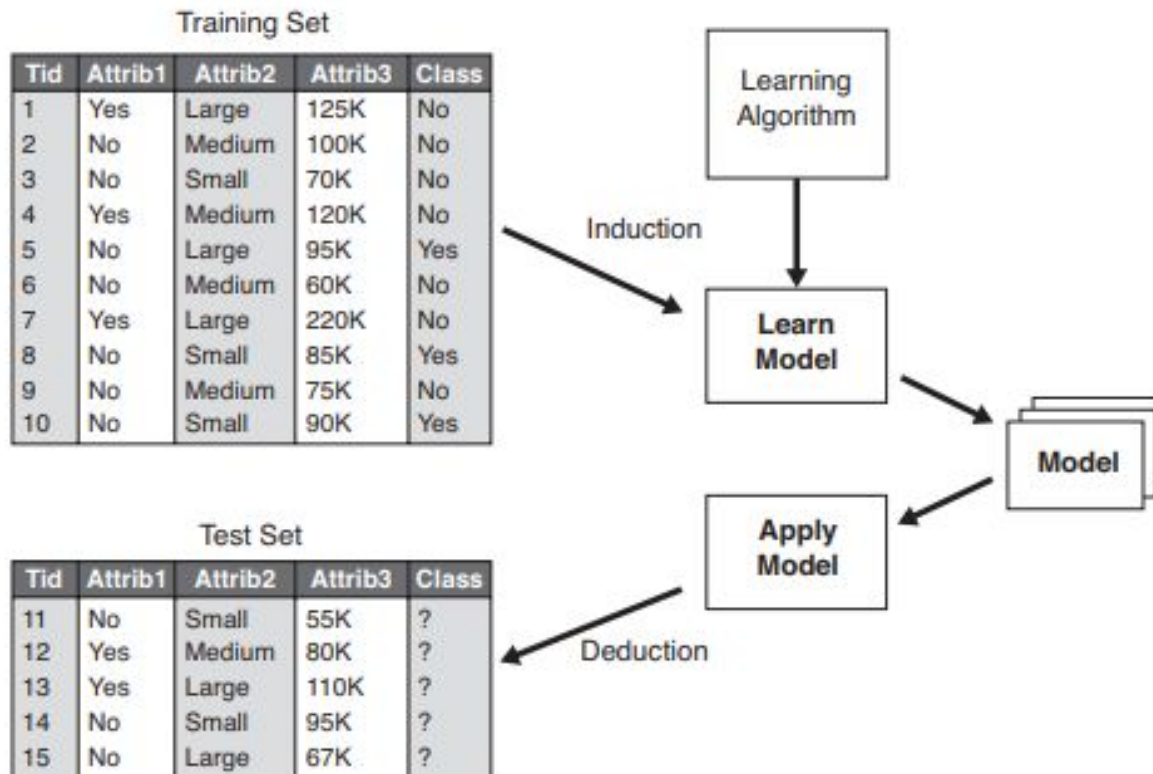 Training Set
Tid Attrib1 Attrib2 Attrib3 Class
1 Yes Large 125K No
2 No Medium 100K No
3 No Small 70K No
4 Yes Medium 120K No
5 No Large 95K Yes
6 No Medium 60K No
7 Yes Large 220K No
8 No Small 85K Yes
9 No Medium 75K No
10 No Small 90K Yes
Learning
Algorithm
Induction
Learn
Model
Model
Apply
Model
Deduction
Test Set
Tid Attrib1 Attrib2 Attrib3 Class
11 No Small 55K ?
12 Yes Medium 80K ?
13 Yes Large 110K ?
14 No Small 95K ?
15 No Large 67K ?